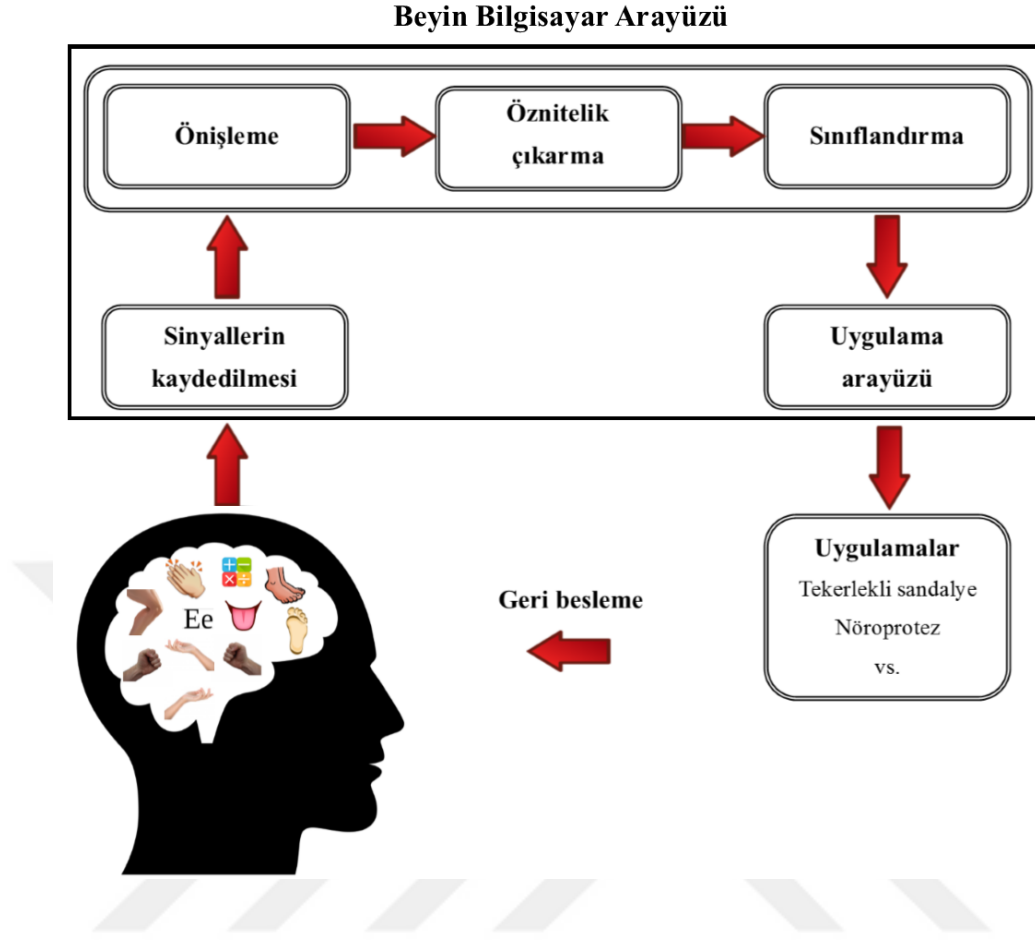 Beyin Bilgisayar Arayüzü
Önişleme
Öznitelik
çıkarma
Sınıflandırma
Sinyallerin
kaydedilmesi
Uygulama
arayüzü
Ee
Geri besleme
Uygulamalar
Tekerlekli sandalye
Nöroprotez
vs.